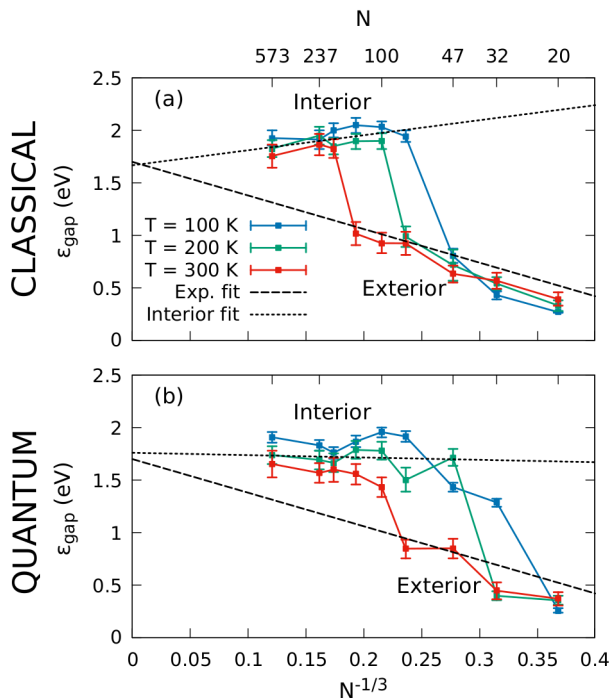 N
573 237 100 47 32 20
CLASSICAL
εgap (eV)
2.5
2
1.5
1
0.5
0
(a)
Interior
T = 100 K
T = 200 K
T = 300 K
Exp. fit
Interior fit
Exterior
QUANTUM
εgap (eV)
2.5
2
1.5
1
0.5
0
(b)
Interior
Exterior
0 0.05 0.1 0.15 0.2 0.25 0.3 0.35 0.4
N-1/3